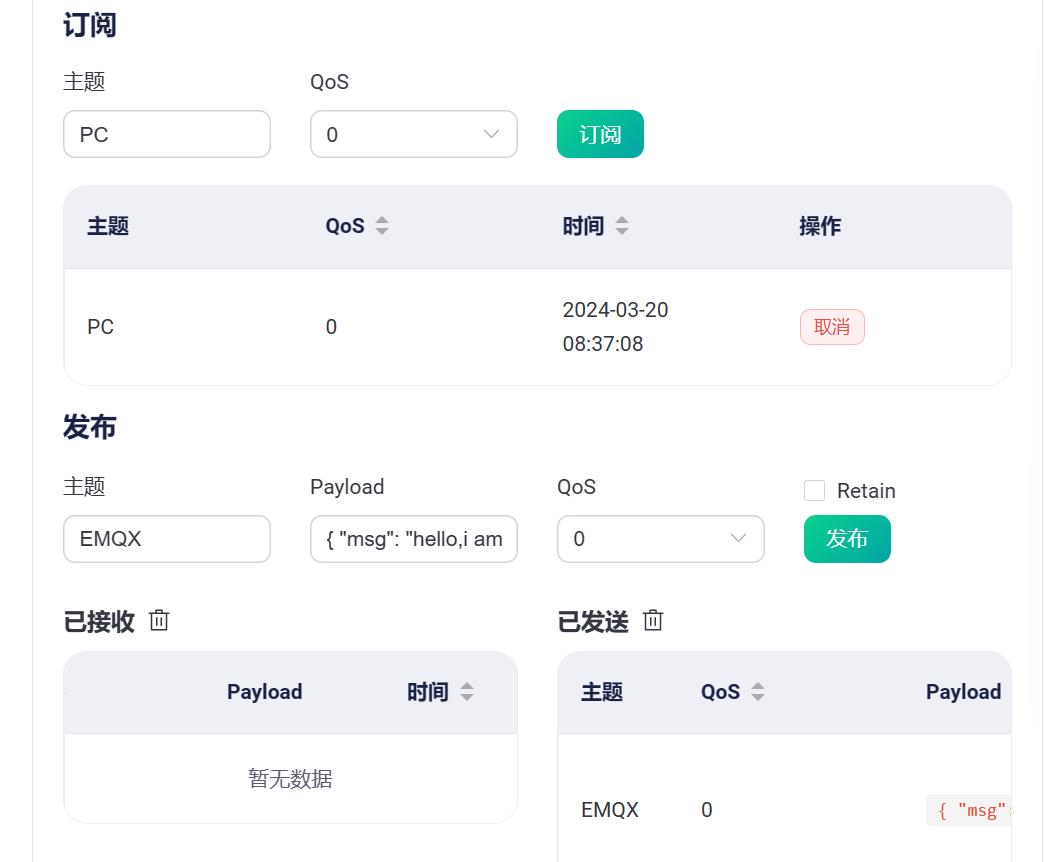 订阅
主题 QoS
PC 0 订阅
主题 QoS 时间 操作
PC 0 2024-03-20 08:37:08 取消
发布
主题 Payload QoS Retain
EMQX { "msg": "hello,i am 0 发布
已接收 已发送
Payload 时间 主题 QoS Payload
暂无数据
EMQX 0 { "msg":